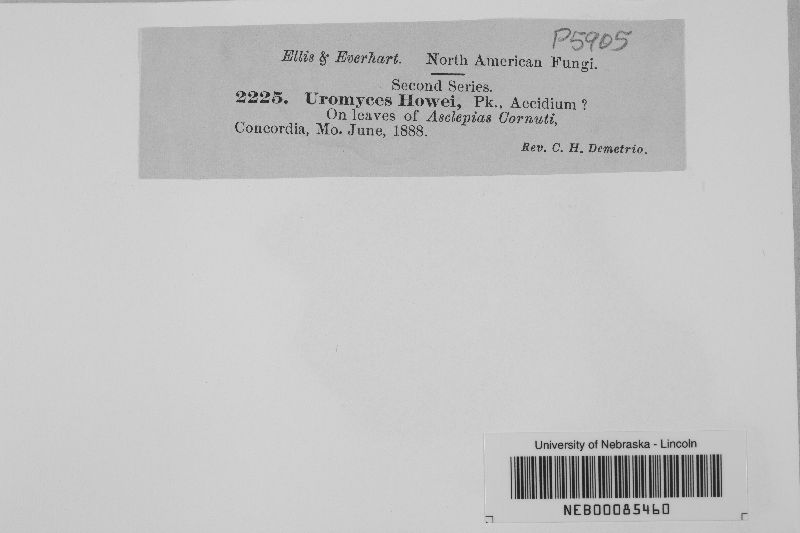 P5905
Ellis & Everhart. North American Fungi.
Second Series.
2225. Uromyces Howei, Pk., Aecidium ?
On leaves of Asclepias Cornuti,
Concordia, Mo. June, 1888.
Rev. C. H. Demetrio.
University of Nebraska - Lincoln
NEB00085460